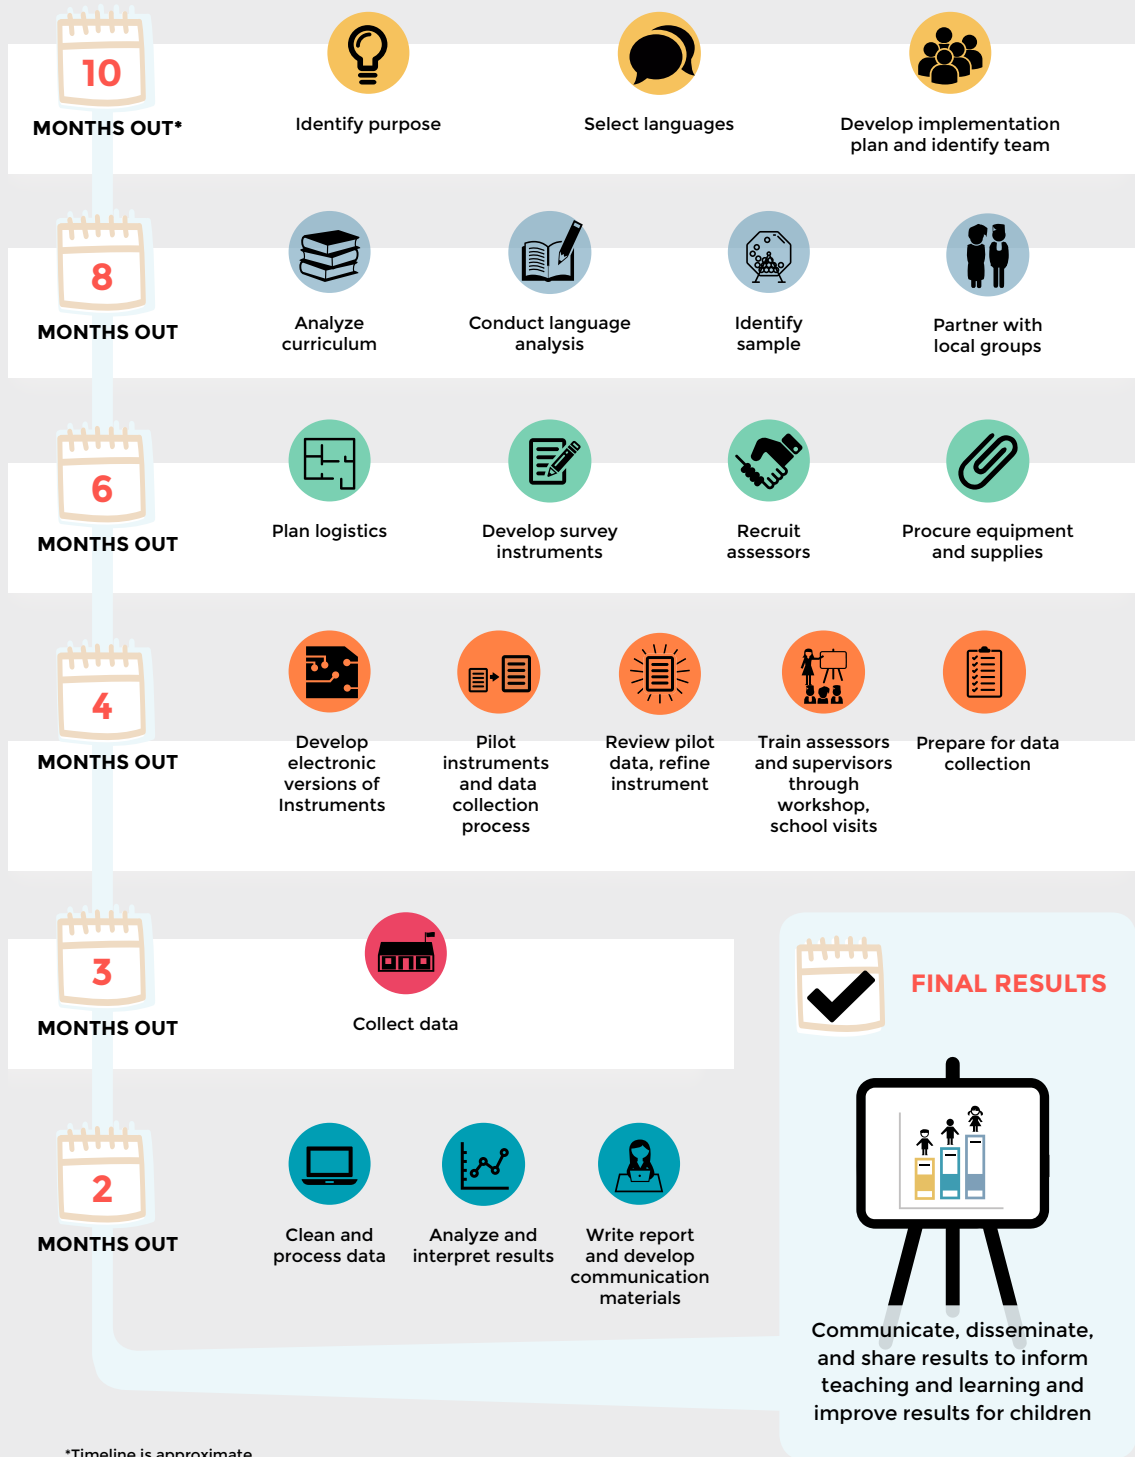 10
MONTHS OUT*
Identify purpose
Select languages
Develop implementation
plan and identify team
8
MONTHS OUT
Analyze
curriculum
Conduct language
analysis
Identify
sample
Partner with
local groups
6
MONTHS OUT
Plan logistics
Develop survey
instruments
Recruit
assessors
Procure equipment
and supplies
4
MONTHS OUT
Develop
electronic
versions of
Instruments
Pilot
instruments
and data
collection
process
Review pilot
data, refine
instrument
Train assessors
and supervisors
through
workshop,
school visits
Prepare for data
collection
3
MONTHS OUT
Collect data
2
MONTHS OUT
Clean and
process data
Analyze and
interpret results
Write report
and develop
communication
materials
FINAL RESULTS
Communicate, disseminate,
and share results to inform
teaching and learning and
improve results for children
*Timeline is approximate